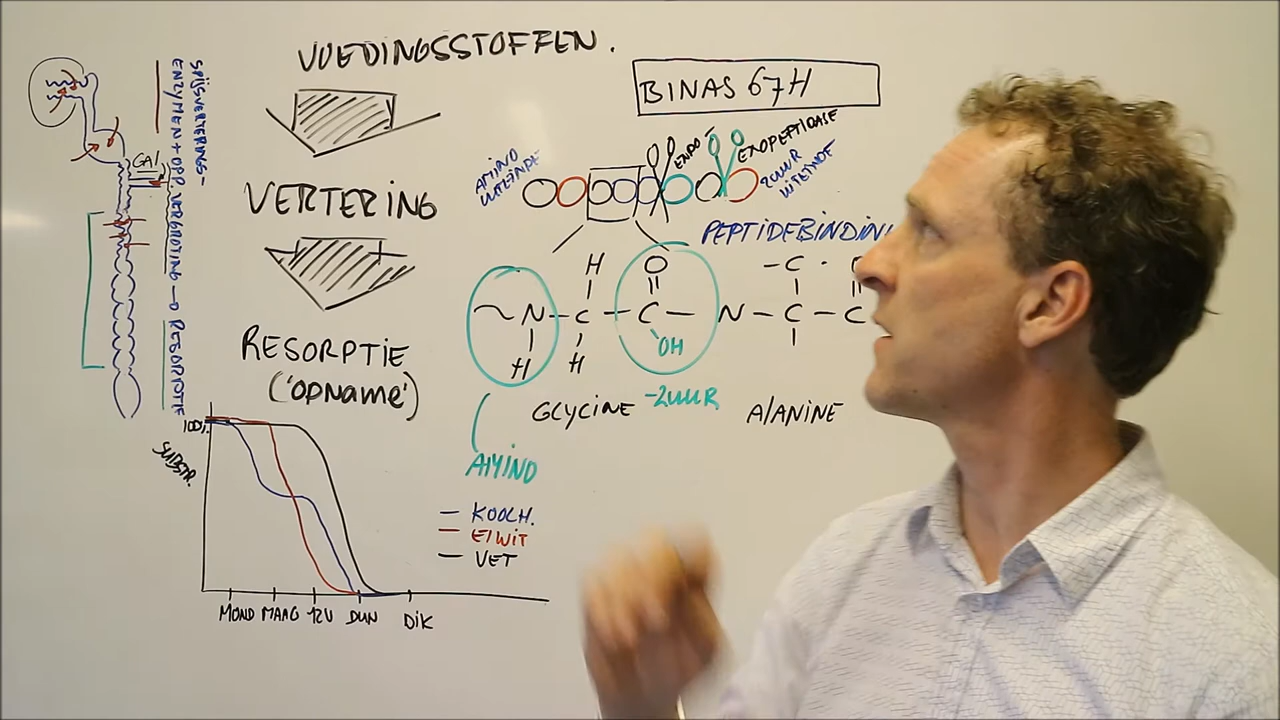 VOEDINGSSTOFFEN.
BINAS 67H
SPIJSVERTERINGS-
ENZYMEN + OPP. VERGROTING → RESORPTIE
GAL
VERTERING
RESORPTIE
('OPNAME')
AMINO
UITEINDE
ENDO-
EXOPEPTIDASE
ZUUR
UITEINDE
PEPTIDEBINDIN
H O - C · O
N - C - C - N - C - C
H H OH
GLYCINE -ZUUR ALANINE
AMINO
100%
SUBSTR.
KOOLH.
EIWIT
VET
MOND MAAG 12V DUN DIK